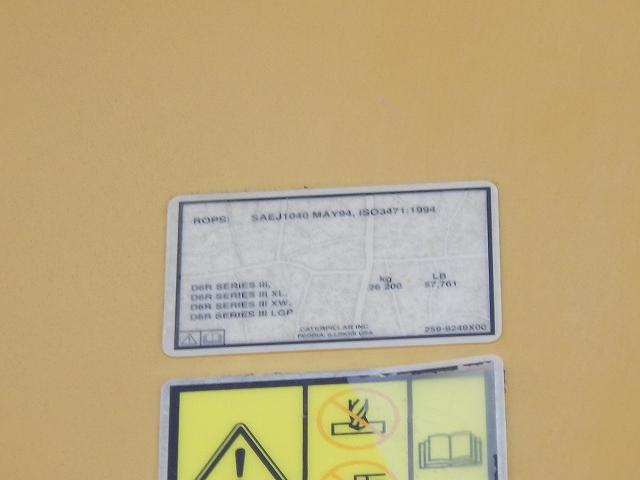 ROPS: SAEJ1040 MAY94, ISO3471:1994
kg LB
D6R SERIES III, 26 200 57,761
D6R SERIES III XL,
D6R SERIES III XW,
D6R SERIES III LGP
CATERPILLAR INC.
PEORIA, ILLINOIS USA
259-9249X00